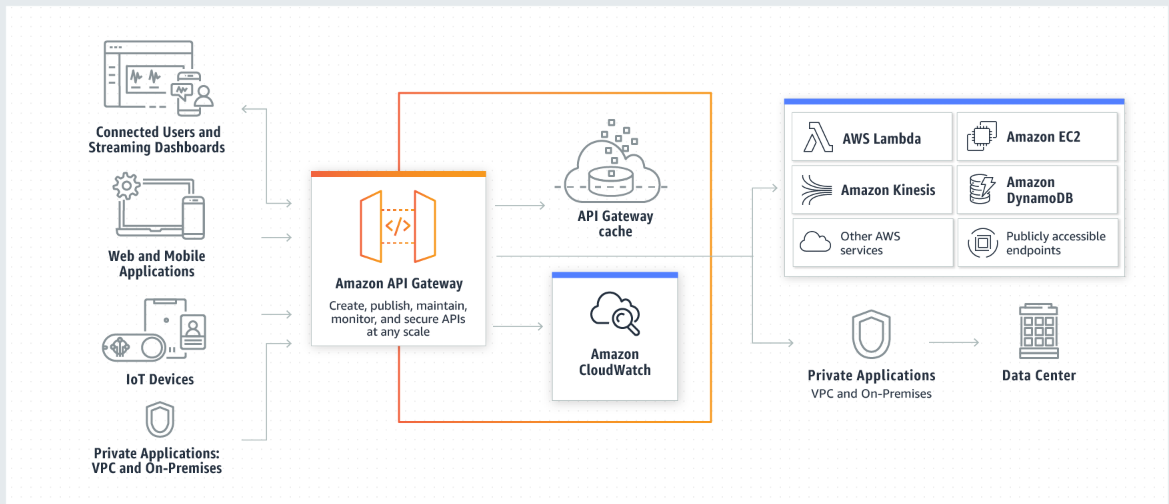 Connected Users and
Streaming Dashboards
Web and Mobile
Applications
IoT Devices
Private Applications:
VPC and On-Premises
</>
Amazon API Gateway
Create, publish, maintain,
monitor, and secure APIs
at any scale
API Gateway
cache
Amazon
CloudWatch
AWS Lambda
Amazon EC2
Amazon Kinesis
Amazon
DynamoDB
Other AWS
services
Publicly accessible
endpoints
Private Applications
VPC and On-Premises
Data Center